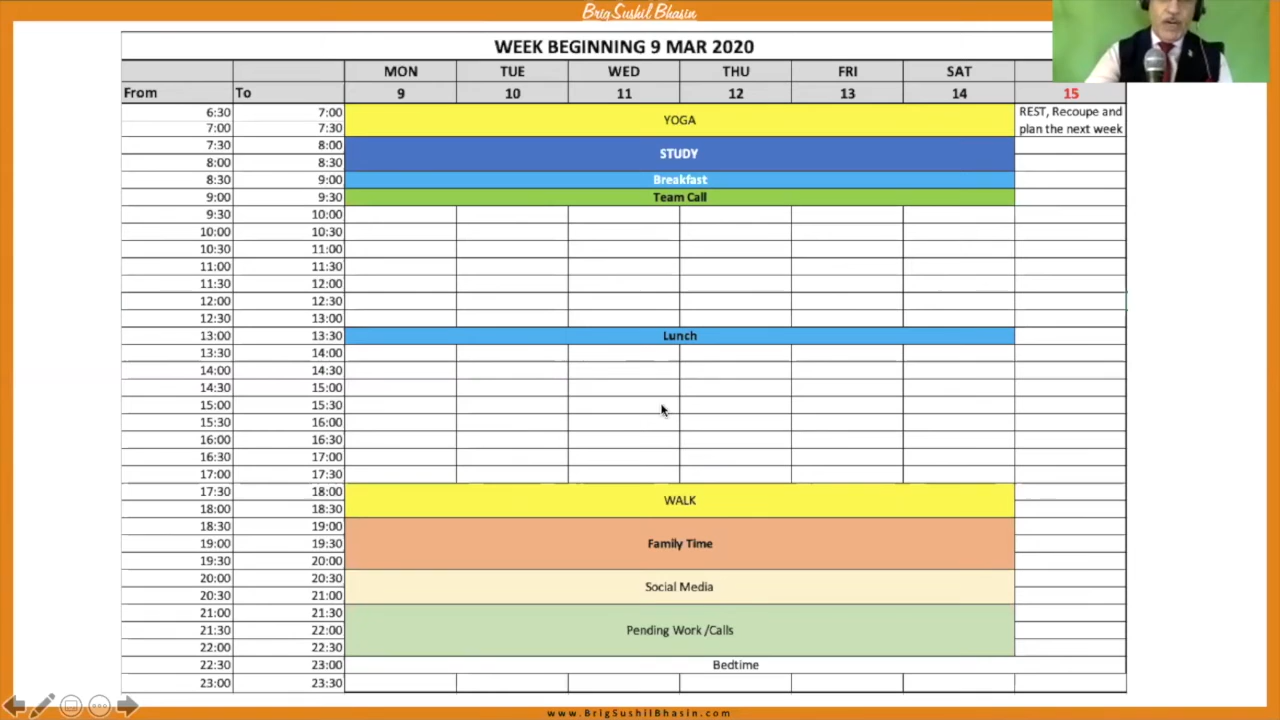 Brig Sushil Bhasin
WEEK BEGINNING 9 MAR 2020
MON TUE WED THU FRI SAT
From To 9 10 11 12 13 14 15
6:30 7:00 YOGA REST, Recoupe and
7:00 7:30 plan the next week
7:30 8:00 STUDY
8:00 8:30
8:30 9:00 Breakfast
9:00 9:30 Team Call
9:30 10:00
10:00 10:30
10:30 11:00
11:00 11:30
11:30 12:00
12:00 12:30
12:30 13:00
13:00 13:30 Lunch
13:30 14:00
14:00 14:30
14:30 15:00
15:00 15:30
15:30 16:00
16:00 16:30
16:30 17:00
17:00 17:30
17:30 18:00 WALK
18:00 18:30
18:30 19:00
19:00 19:30 Family Time
19:30 20:00
20:00 20:30 Social Media
20:30 21:00
21:00 21:30
21:30 22:00 Pending Work /Calls
22:00 22:30
22:30 23:00 Bedtime
23:00 23:30
www.BrigSushilBhasin.com